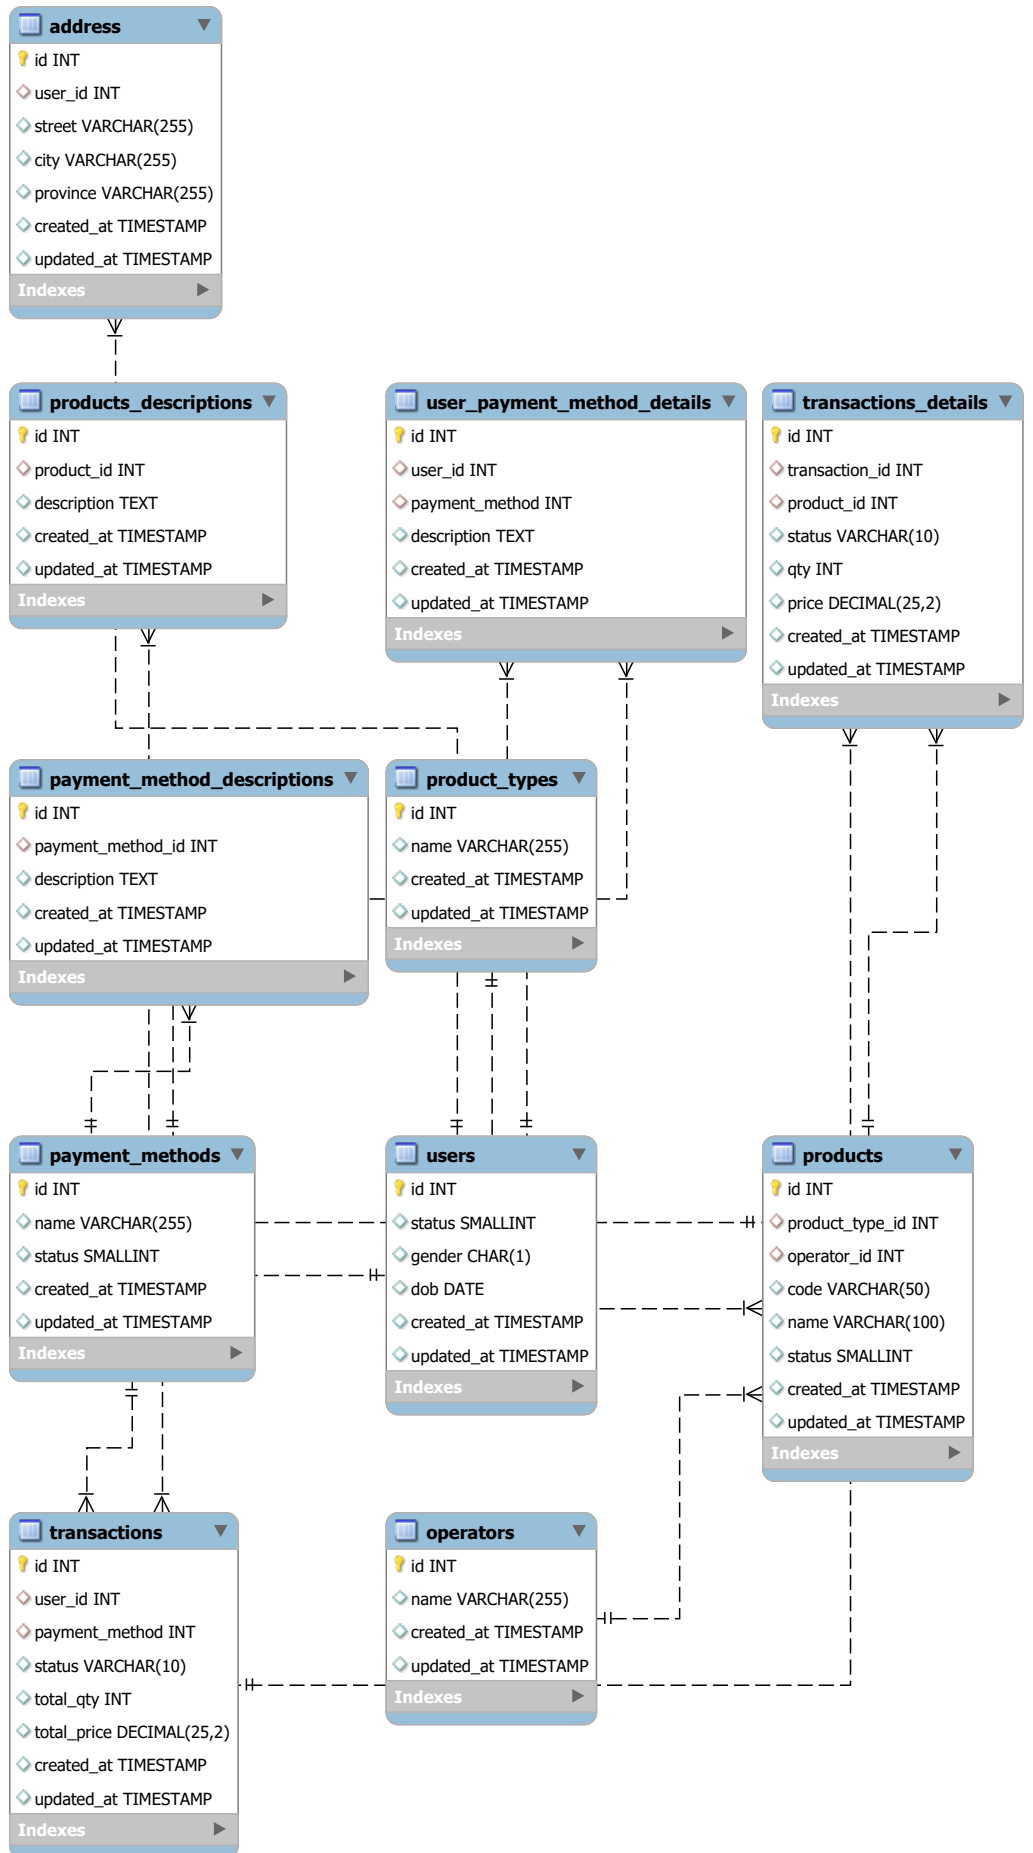 address
id INT
user_id INT
street VARCHAR(255)
city VARCHAR(255)
province VARCHAR(255)
created_at TIMESTAMP
updated_at TIMESTAMP
Indexes
products_descriptions
id INT
product_id INT
description TEXT
created_at TIMESTAMP
updated_at TIMESTAMP
Indexes
user_payment_method_details
id INT
user_id INT
payment_method INT
description TEXT
created_at TIMESTAMP
updated_at TIMESTAMP
Indexes
transactions_details
id INT
transaction_id INT
product_id INT
status VARCHAR(10)
qty INT
price DECIMAL(25,2)
created_at TIMESTAMP
updated_at TIMESTAMP
Indexes
payment_method_descriptions
id INT
payment_method_id INT
description TEXT
created_at TIMESTAMP
updated_at TIMESTAMP
Indexes
product_types
id INT
name VARCHAR(255)
created_at TIMESTAMP
updated_at TIMESTAMP
Indexes
payment_methods
id INT
name VARCHAR(255)
status SMALLINT
created_at TIMESTAMP
updated_at TIMESTAMP
Indexes
users
id INT
status SMALLINT
gender CHAR(1)
dob DATE
created_at TIMESTAMP
updated_at TIMESTAMP
Indexes
products
id INT
product_type_id INT
operator_id INT
code VARCHAR(50)
name VARCHAR(100)
status SMALLINT
created_at TIMESTAMP
updated_at TIMESTAMP
Indexes
transactions
id INT
user_id INT
payment_method INT
status VARCHAR(10)
total_qty INT
total_price DECIMAL(25,2)
created_at TIMESTAMP
updated_at TIMESTAMP
Indexes
operators
id INT
name VARCHAR(255)
created_at TIMESTAMP
updated_at TIMESTAMP
Indexes